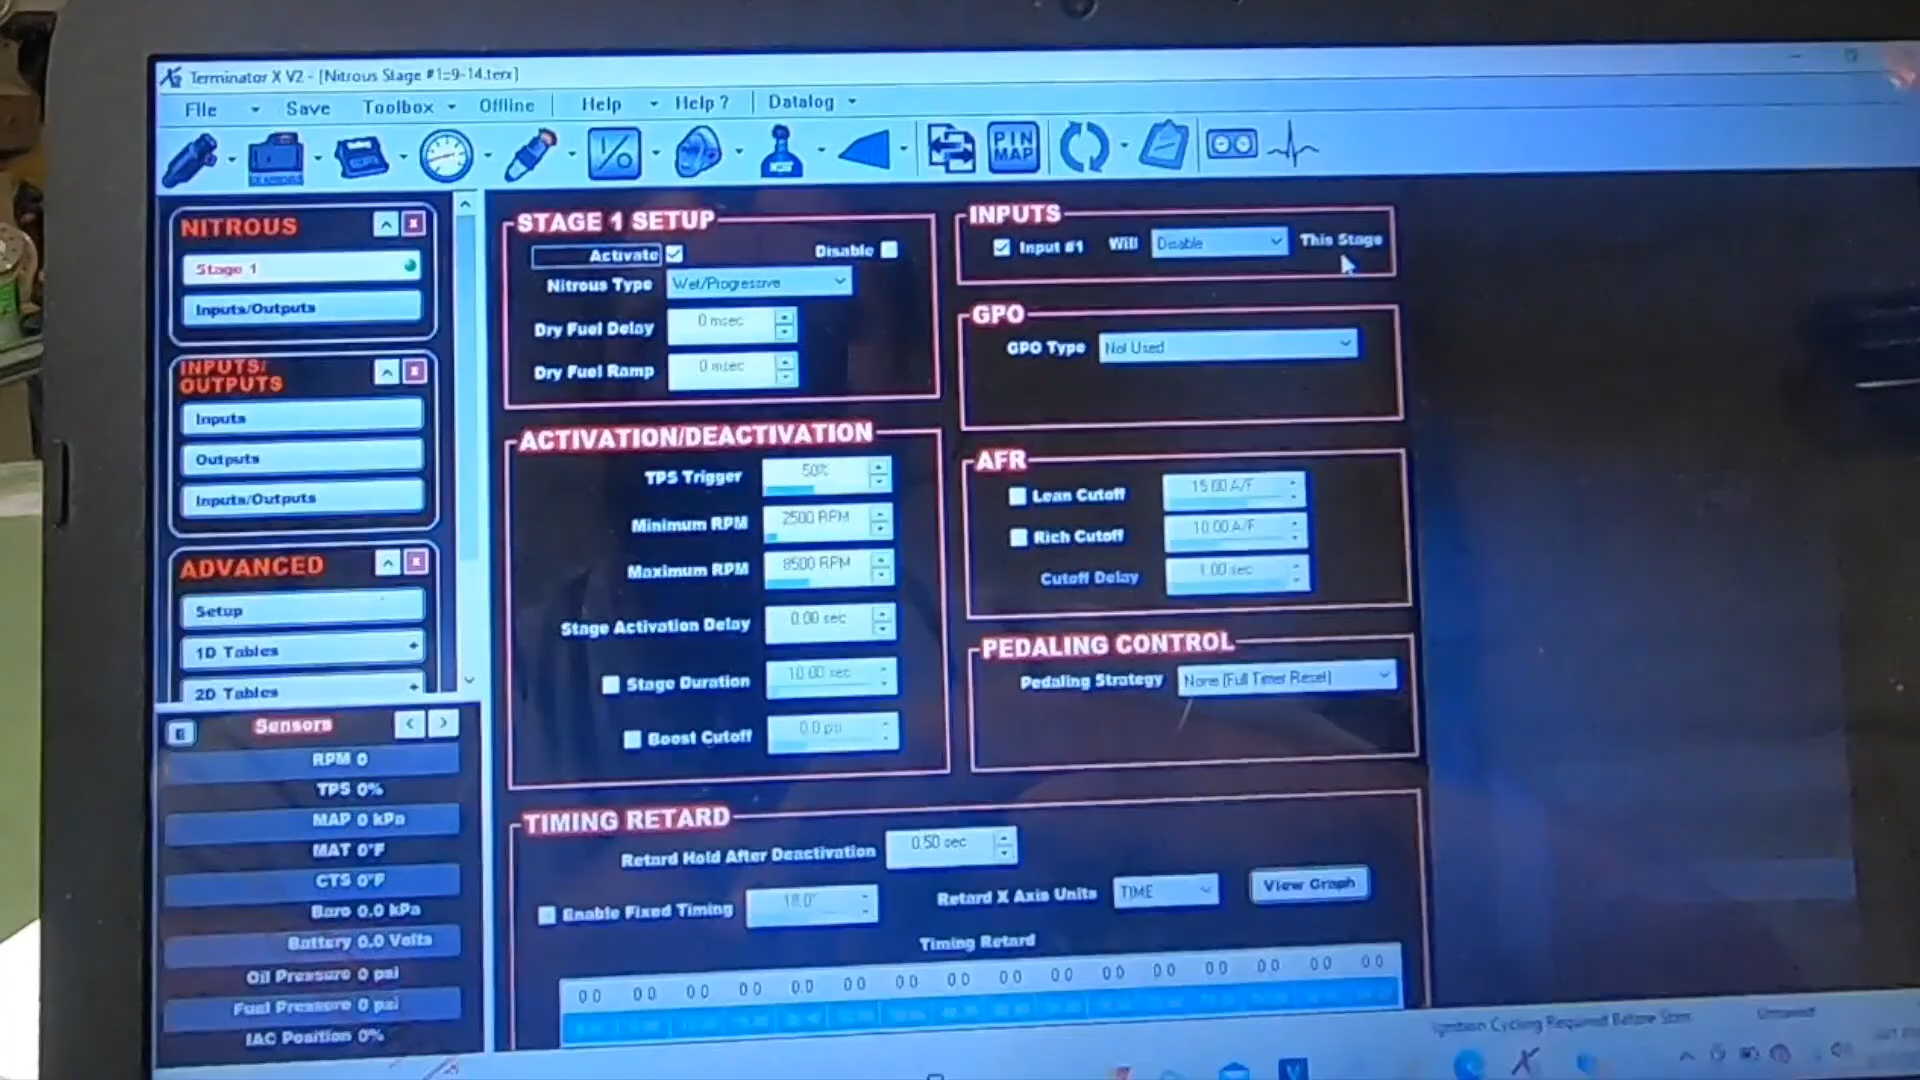 Terminator X V2 - [Nitrous Stage #1=9-14.terx]
File Save Toolbox Offline Help Help ? Datalog
I/O
PIN MAP
NITROUS
Stage 1
Inputs/Outputs
INPUTS/
OUTPUTS
Inputs
Outputs
Inputs/Outputs
ADVANCED
Setup
1D Tables +
2D Tables +
Sensors < >
RPM 0
TPS 0%
MAP 0 kPa
MAT 0°F
CTS 0°F
Baro 0.0 kPa
Battery 0.0 Volts
Oil Pressure 0 psi
Fuel Pressure 0 psi
IAC Position 0%
STAGE 1 SETUP
Activate Disable
Nitrous Type Wet/Progressive
Dry Fuel Delay 0 msec
Dry Fuel Ramp 0 msec
ACTIVATION/DEACTIVATION
TPS Trigger 50%
Minimum RPM 2500 RPM
Maximum RPM 8500 RPM
Stage Activation Delay 0.00 sec
Stage Duration 10.00 sec
Boost Cutoff 0.0 psi
INPUTS
Input #1 Will Disable This Stage
GPO
GPO Type Not Used
AFR
Lean Cutoff 15.00 A/F
Rich Cutoff 10.00 A/F
Cutoff Delay 1.00 sec
PEDALING CONTROL
Pedaling Strategy None (Full Timer Reset)
TIMING RETARD
Retard Hold After Deactivation 0.50 sec
Enable Fixed Timing 18.0° Retard X Axis Units TIME View Graph
Timing Retard
0.0 0.0 0.0 0.0 0.0 0.0 0.0 0.0 0.0 0.0 0.0 0.0 0.0 0.0 0.0 0.0
Ignition Cycling Required Before Start Unsaved